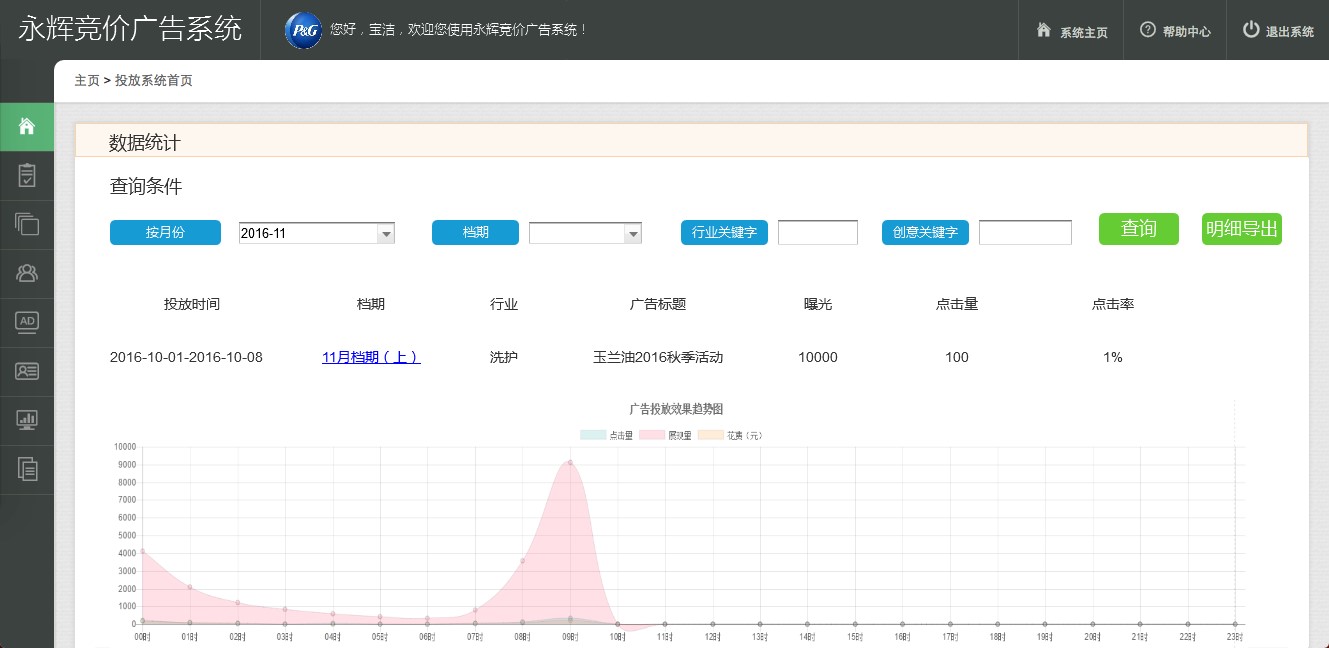 永辉竞价广告系统
P&G
您好，宝洁，欢迎您使用永辉竞价广告系统！
系统主页
帮助中心
退出系统
主页 > 投放系统首页
AD
数据统计
查询条件
按月份
2016-11
档期
行业关键字
创意关键字
查询
明细导出
投放时间 档期 行业 广告标题 曝光 点击量 点击率
2016-10-01-2016-10-08 11月档期（上） 洗护 玉兰油2016秋季活动 10000 100 1%
广告投放效果趋势图
点击量 展现量 花费（元）
10000
9000
8000
7000
6000
5000
4000
3000
2000
1000
0
00时 01时 02时 03时 04时 05时 06时 07时 08时 09时 10时 11时 12时 13时 14时 15时 16时 17时 18时 19时 20时 21时 22时 23时